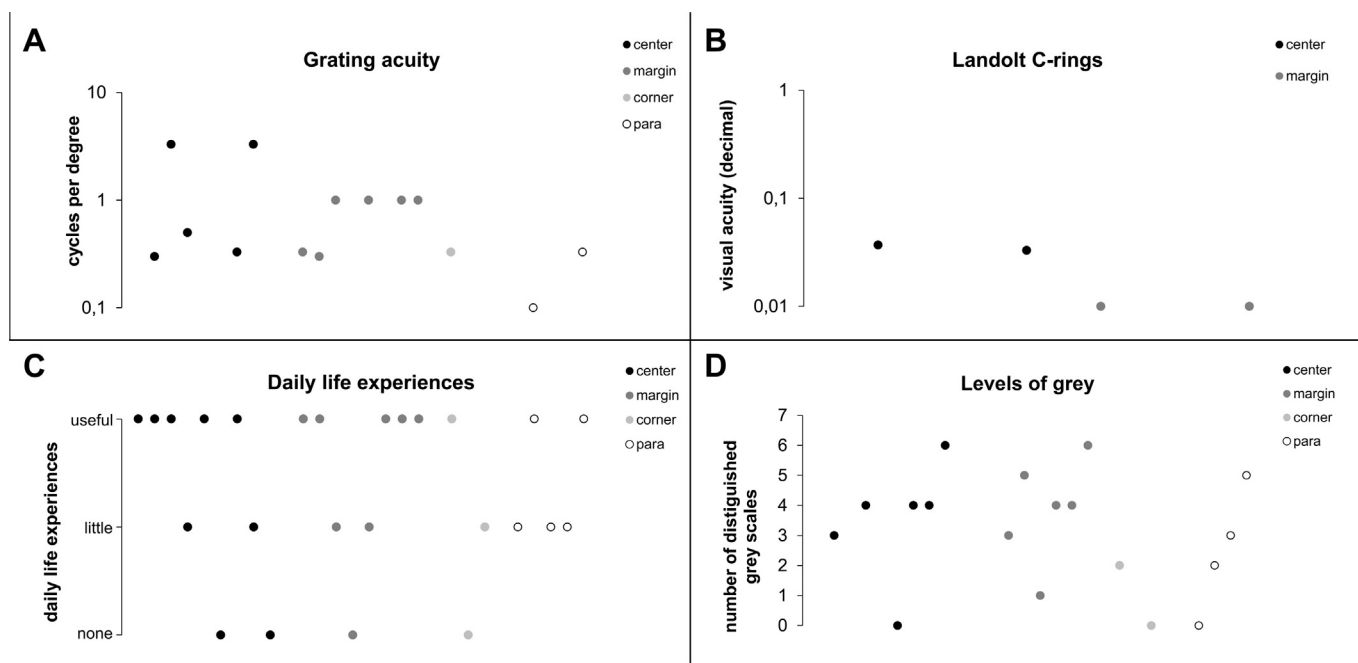 A
Grating acuity
center
margin
corner
para
cycles per degree
10
1
0,1
B
Landolt C-rings
center
margin
visual acuity (decimal)
1
0,1
0,01
C
Daily life experiences
center
margin
corner
para
daily life experiences
useful
little
none
D
Levels of grey
center
margin
corner
para
number of distiguished
grey scales
7
6
5
4
3
2
1
0